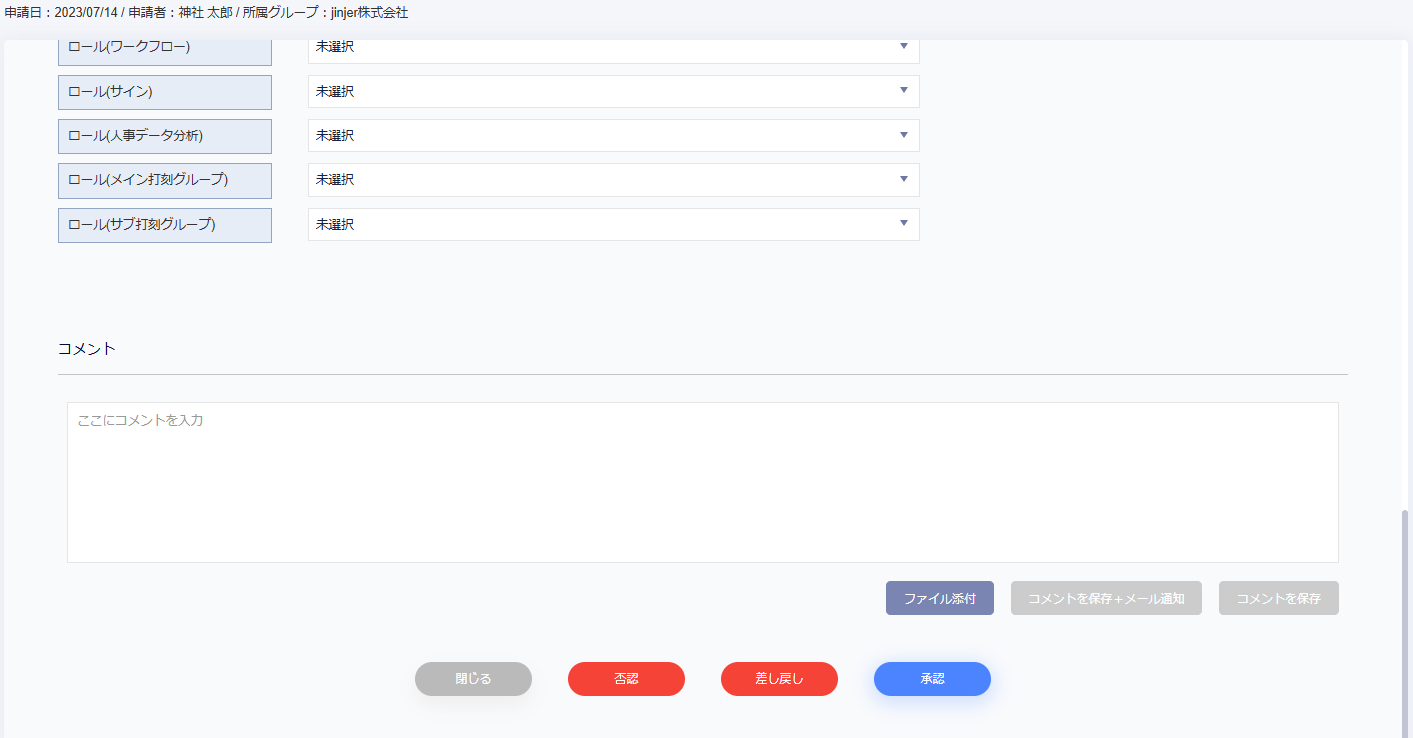 申請日：2023/07/14 / 申請者：神社 太郎 / 所属グループ：jinjer株式会社
ロール(ワークフロー) 未選択
ロール(サイン) 未選択
ロール(人事データ分析) 未選択
ロール(メイン打刻グループ) 未選択
ロール(サブ打刻グループ) 未選択
コメント
ここにコメントを入力
ファイル添付 コメントを保存＋メール通知 コメントを保存
閉じる 否認 差し戻し 承認